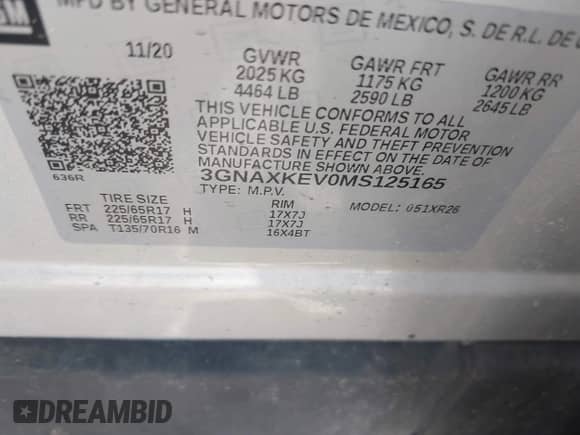 GM
MFD BY GENERAL MOTORS DE MEXICO, S. DE R.L. DE
11/20 GVWR GAWR FRT GAWR RR
2025 KG 1175 KG 1200 KG
4464 LB 2590 LB 2645 LB
THIS VEHICLE CONFORMS TO ALL
APPLICABLE U.S. FEDERAL MOTOR
VEHICLE SAFETY AND THEFT PREVENTION
STANDARDS IN EFFECT ON THE DATE OF
MANUFACTURE SHOWN ABOVE.
636R
3GNAXKEV0MS125165
TYPE: M.P.V. MODEL: 051XR26
TIRE SIZE RIM
FRT 225/65R17 H 17X7J
RR 225/65R17 H 17X7J
SPA T135/70R16 M 16X4BT
DREAMBID